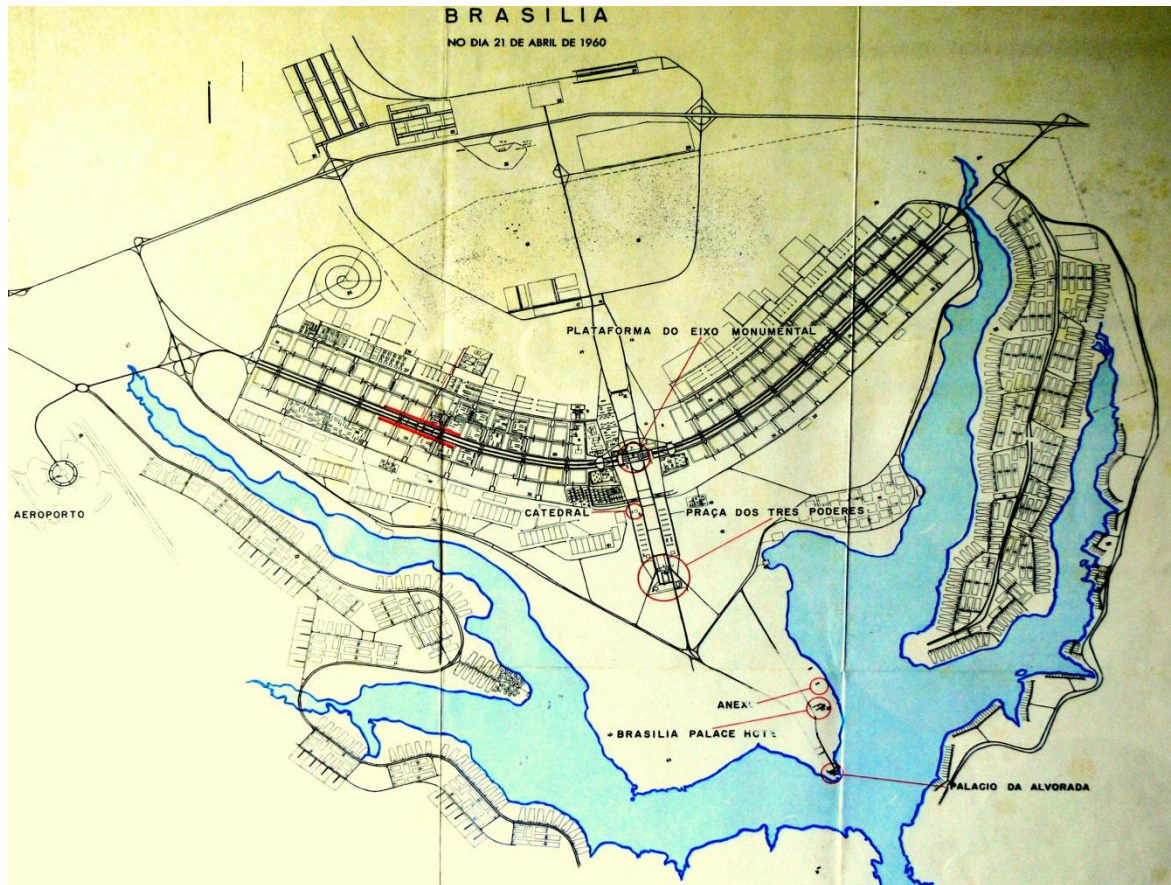 BRASILIA
NO DIA 21 DE ABRIL DE 1960
PLATAFORMA DO EIXO MONUMENTAL
AEROPORTO
CATEDRAL
PRAÇA DOS TRES PODERES
ANEXO
BRASILIA PALACE HOTE
PALACIO DA ALVORADA